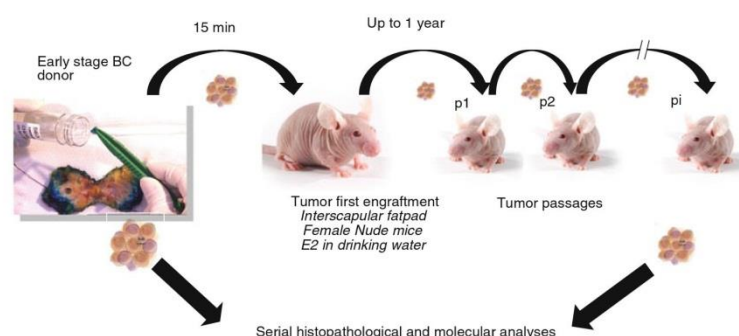 15 min
Up to 1 year
Early stage BC
donor
p1
p2
pi
Tumor first engraftment
Interscapular fatpad
Female Nude mice
E2 in drinking water
Tumor passages
Serial histopathological and molecular analyses